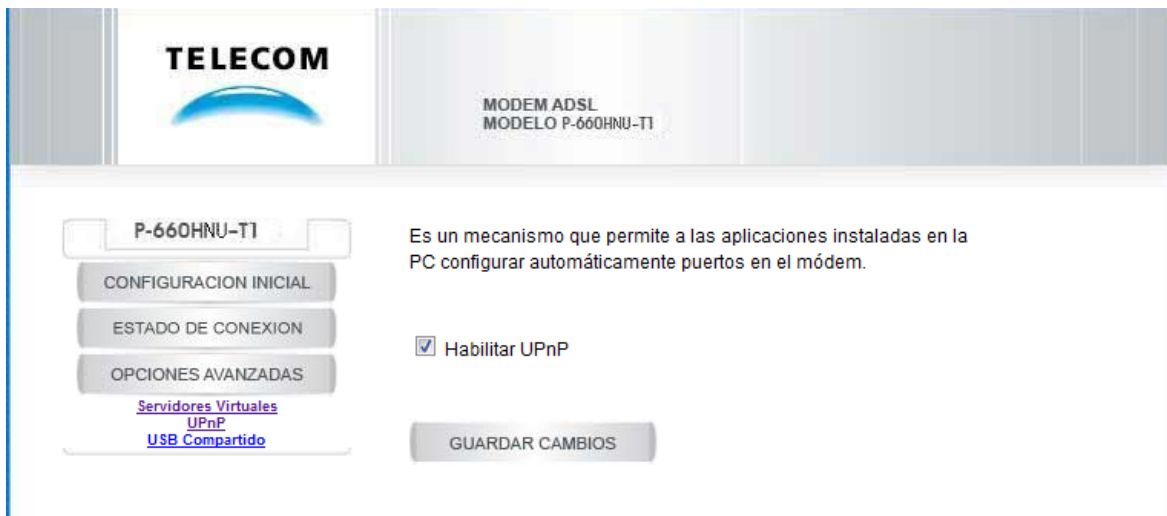 TELECOM
MODEM ADSL
MODELO P-660HNU-T1
P-660HNU-T1
CONFIGURACION INICIAL
ESTADO DE CONEXION
OPCIONES AVANZADAS
Servidores Virtuales
UPnP
USB Compartido
Es un mecanismo que permite a las aplicaciones instaladas en la
PC configurar automáticamente puertos en el módem.
Habilitar UPnP
GUARDAR CAMBIOS